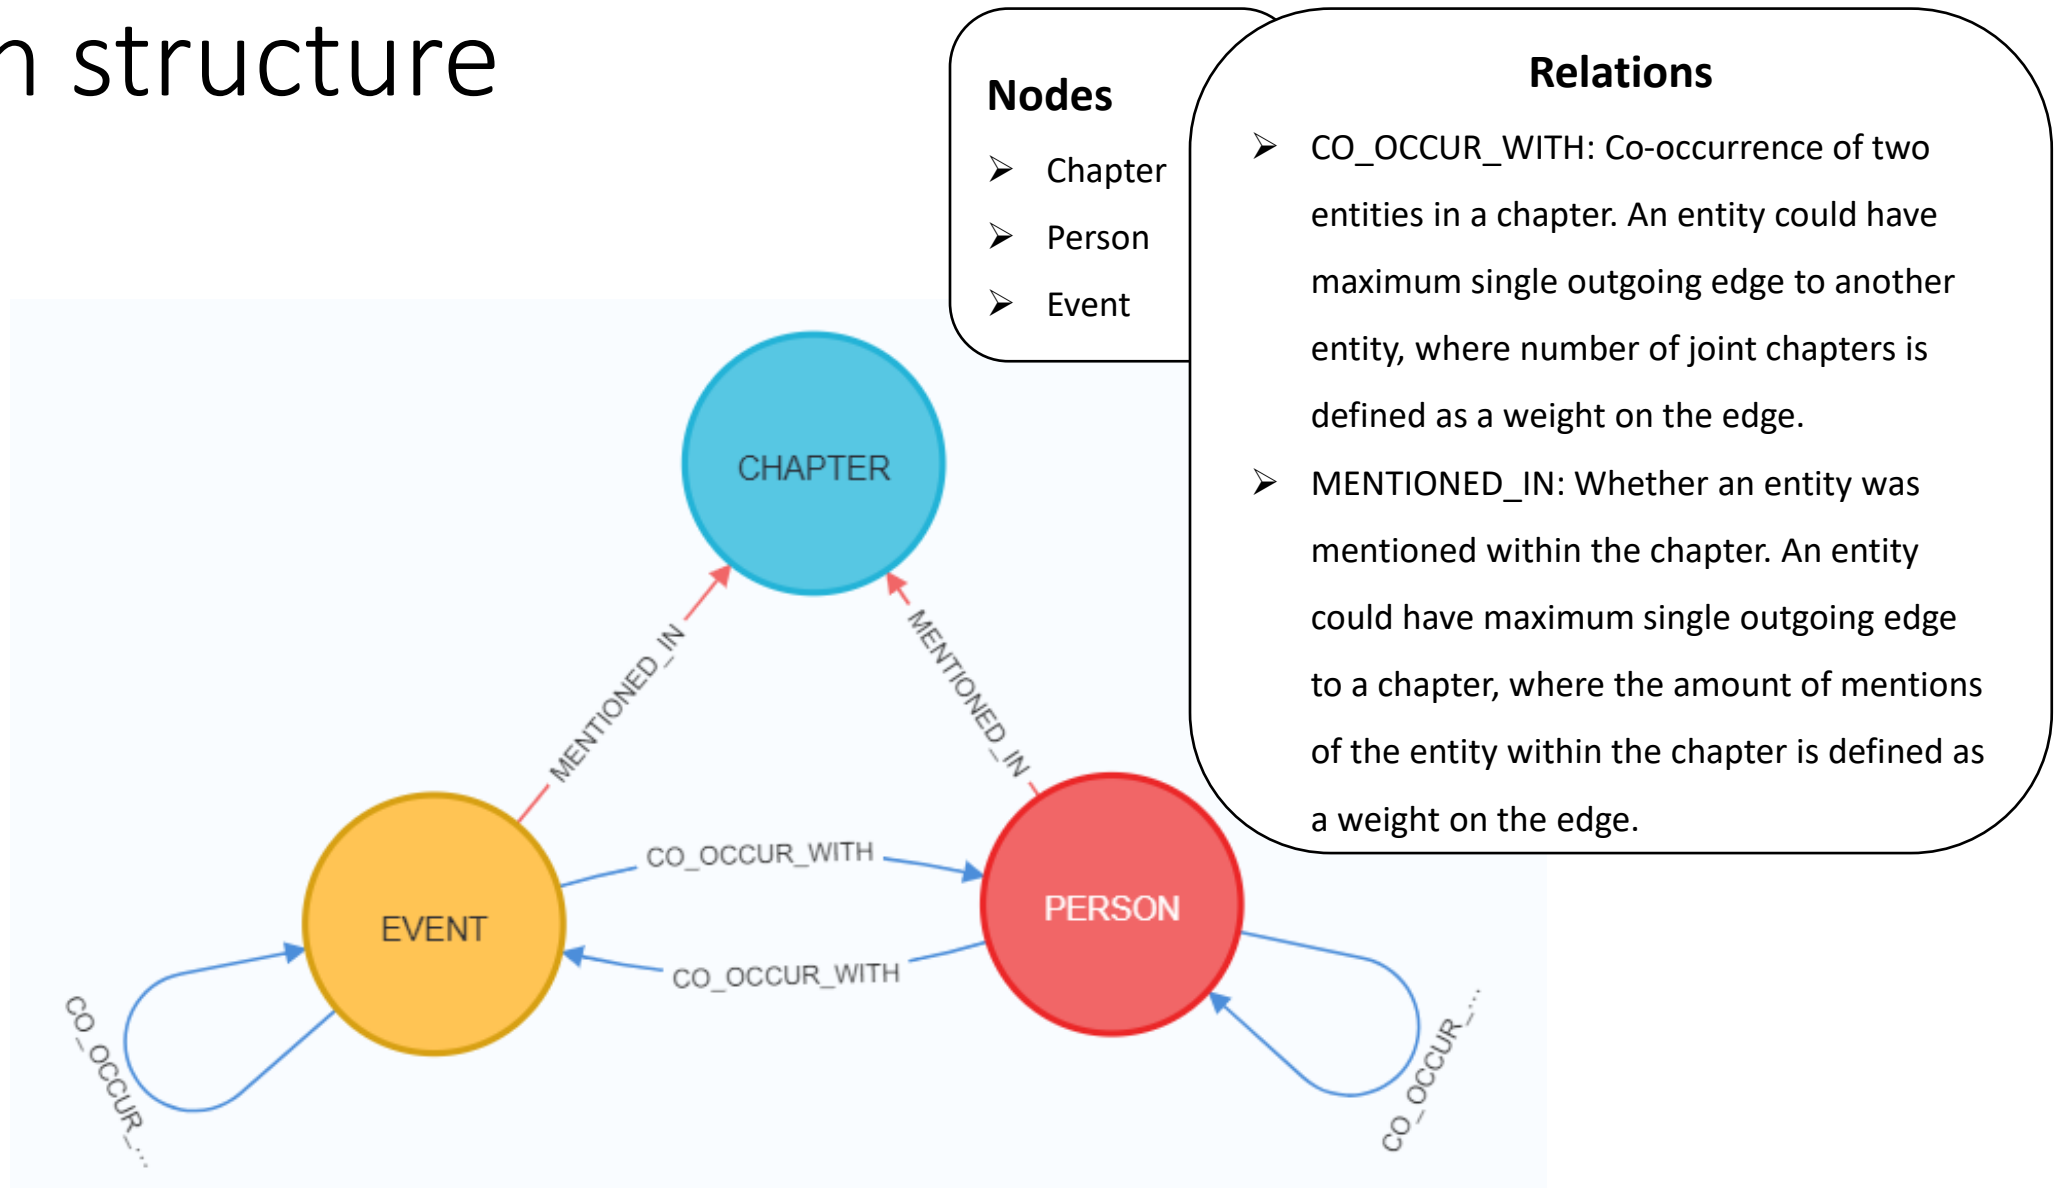 n structure
Nodes
➢ Chapter
➢ Person
➢ Event
Relations
➢ CO_OCCUR_WITH: Co-occurrence of two
entities in a chapter. An entity could have
maximum single outgoing edge to another
entity, where number of joint chapters is
defined as a weight on the edge.
➢ MENTIONED_IN: Whether an entity was
mentioned within the chapter. An entity
could have maximum single outgoing edge
to a chapter, where the amount of mentions
of the entity within the chapter is defined as
a weight on the edge.
CHAPTER
MENTIONED_IN
MENTIONED_IN
CO_OCCUR_WITH
EVENT
PERSON
CO_OCCUR_WITH
CO_OCCUR_...
CO_OCCUR_...